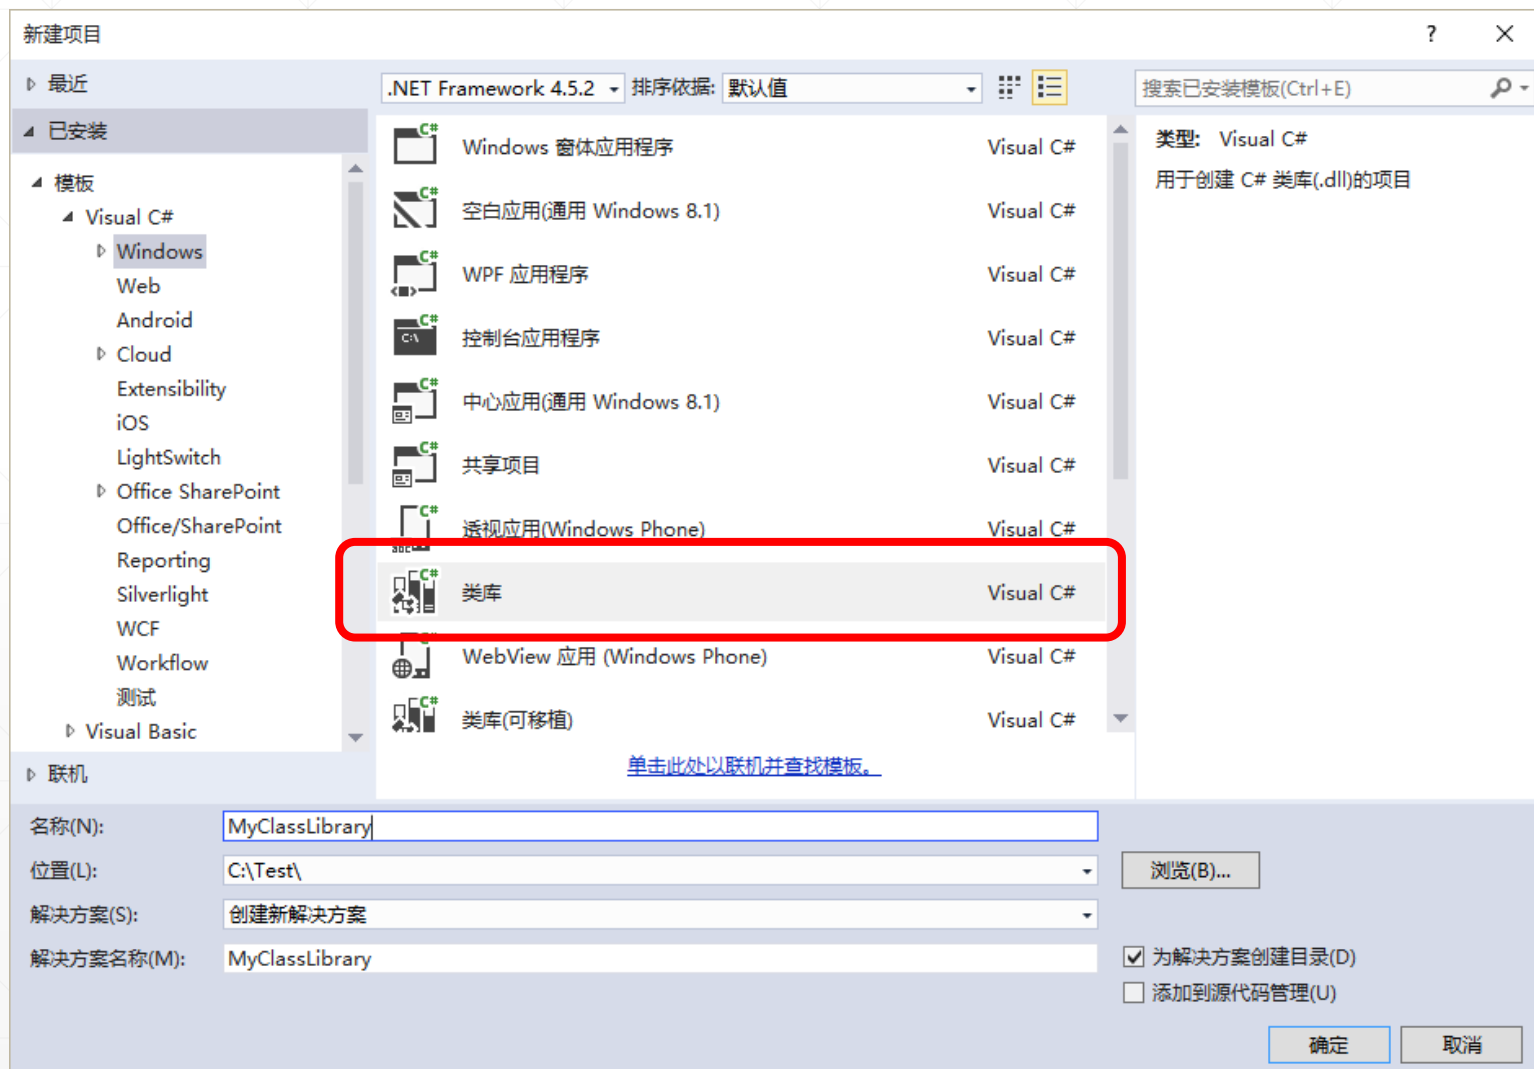 新建项目
?
最近
.NET Framework 4.5.2
排序依据:
默认值
搜索已安装模板(Ctrl+E)
已安装
模板
Visual C#
Windows
Web
Android
Cloud
Extensibility
iOS
LightSwitch
Office SharePoint
Office/SharePoint
Reporting
Silverlight
WCF
Workflow
测试
Visual Basic
联机
Windows 窗体应用程序 Visual C#
空白应用(通用 Windows 8.1) Visual C#
WPF 应用程序 Visual C#
控制台应用程序 Visual C#
中心应用(通用 Windows 8.1) Visual C#
共享项目 Visual C#
透视应用(Windows Phone) Visual C#
类库 Visual C#
WebView 应用 (Windows Phone) Visual C#
类库(可移植) Visual C#
单击此处以联机并查找模板。
类型: Visual C#
用于创建 C# 类库(.dll)的项目
名称(N): MyClassLibrary
位置(L): C:\Test\
浏览(B)...
解决方案(S): 创建新解决方案
解决方案名称(M): MyClassLibrary
为解决方案创建目录(D)
添加到源代码管理(U)
确定
取消